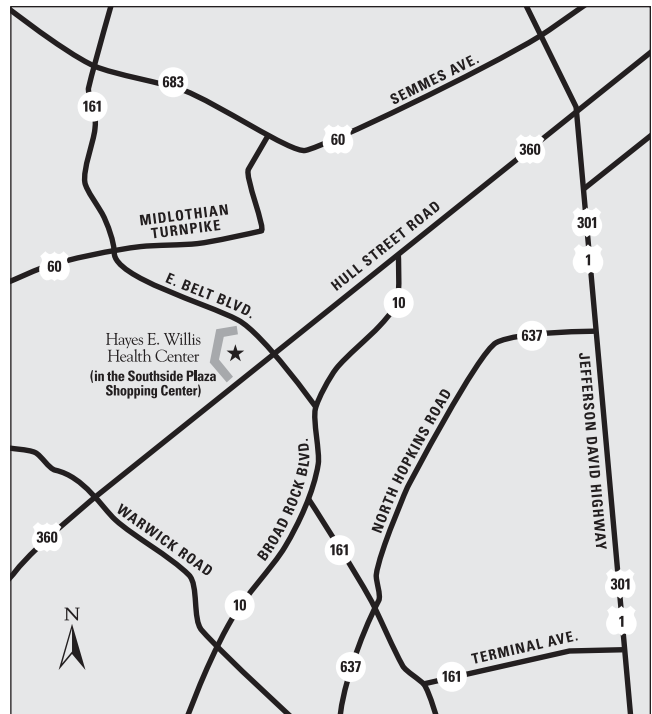 683
161
SEMMES AVE.
60
360
MIDLOTHIAN
TURNPIKE
301
HULL STREET ROAD
1
60
E. BELT BLVD.
10
637
Hayes E. Willis
Health Center
(in the Southside Plaza
Shopping Center)
JEFFERSON DAVID HIGHWAY
NORTH HOPKINS ROAD
BROAD ROCK BLVD.
WARWICK ROAD
360
161
301
10
N
1
TERMINAL AVE.
637
161